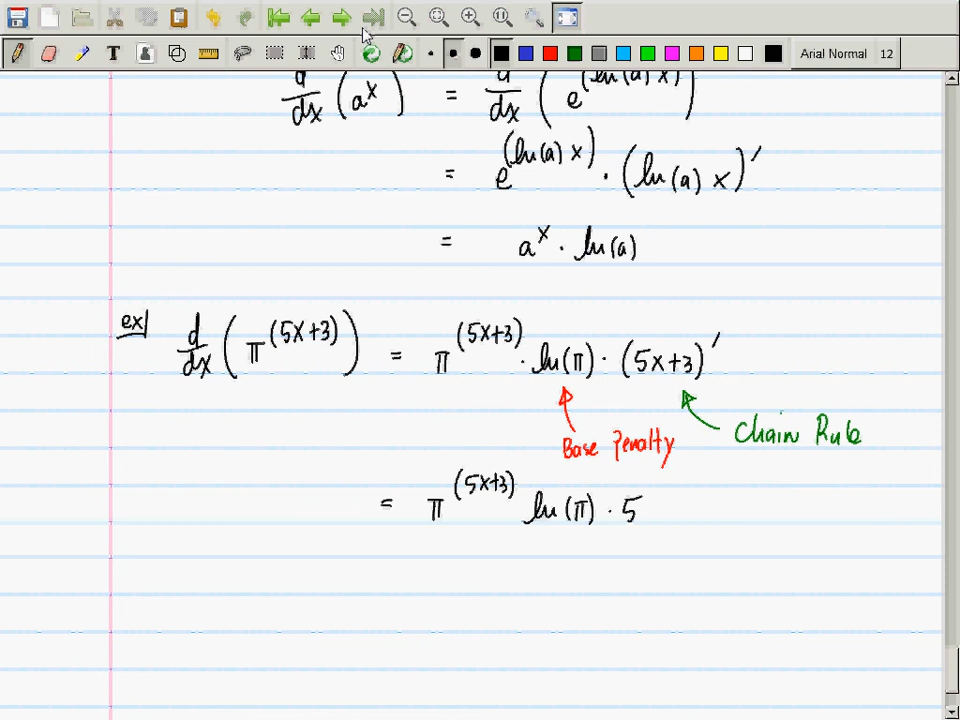 Arial Normal 12
d/dx (a^x) = d/dx (e^(ln(a) x))
= e^(ln(a) x) · (ln(a) x)′
= a^x · ln(a)
ex| d/dx (π^(5x+3)) = π^(5x+3) · ln(π) · (5x+3)′
Base Penalty Chain Rule
= π^(5x+3) ln(π) · 5